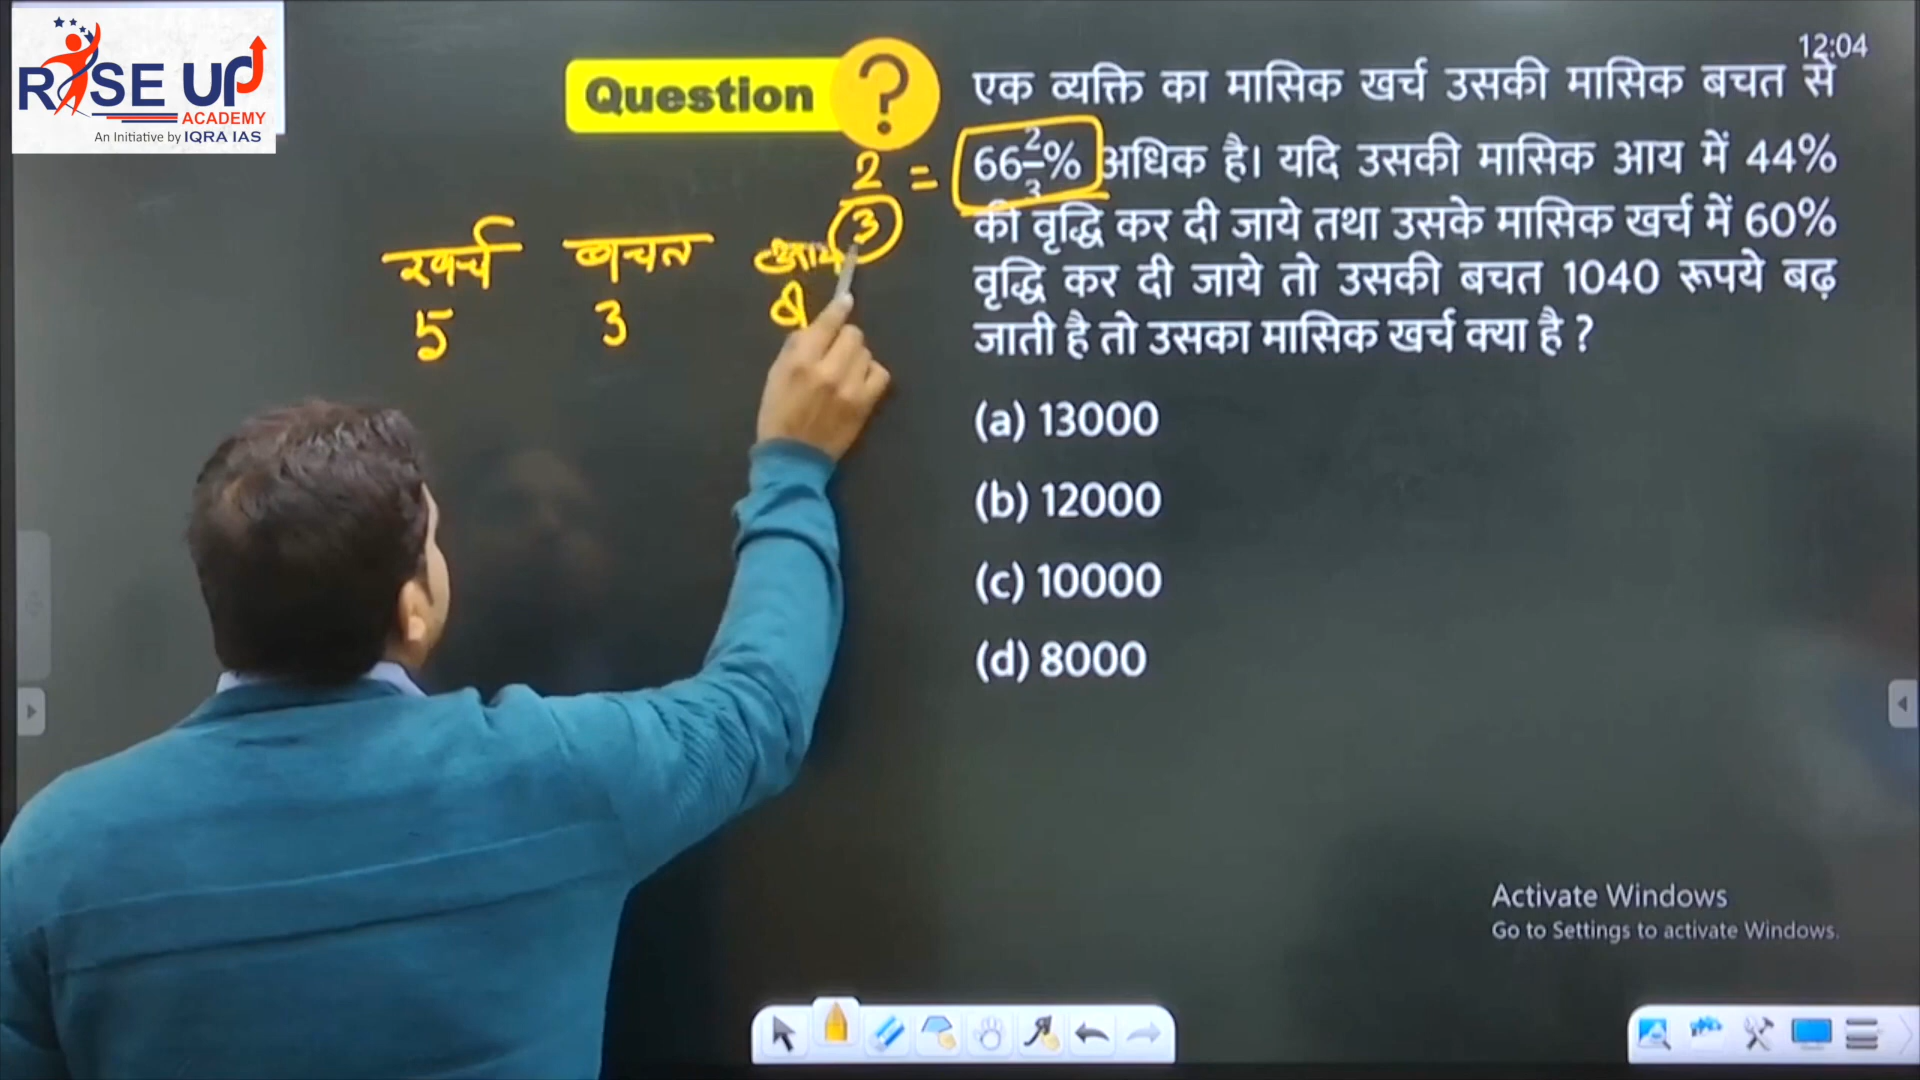 RISE UP
ACADEMY
An Initiative by IQRA IAS
12:04
Question ?
एक व्यक्ति का मासिक खर्च उसकी मासिक बचत से
66 2/3% अधिक है। यदि उसकी मासिक आय में 44%
की वृद्धि कर दी जाये तथा उसके मासिक खर्च में 60%
वृद्धि कर दी जाये तो उसकी बचत 1040 रूपये बढ़
जाती है तो उसका मासिक खर्च क्या है ?
2/3 =
खर्च बचत आय
5 3 8
(a) 13000
(b) 12000
(c) 10000
(d) 8000
Activate Windows
Go to Settings to activate Windows.